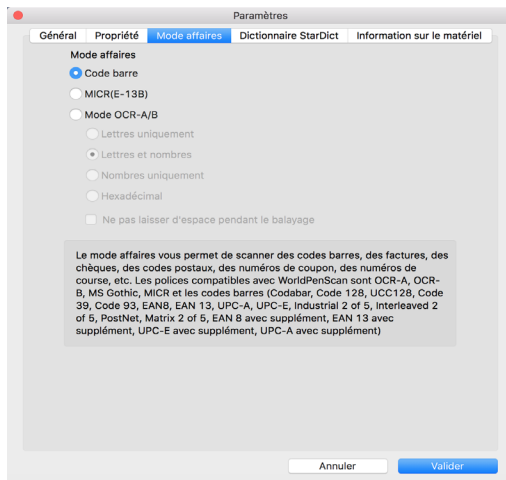 Paramètres
Général Propriété Mode affaires Dictionnaire StarDict Information sur le matériel
Mode affaires
Code barre
MICR(E-13B)
Mode OCR-A/B
Lettres uniquement
Lettres et nombres
Nombres uniquement
Hexadécimal
Ne pas laisser d'espace pendant le balayage
Le mode affaires vous permet de scanner des codes barres, des factures, des
chèques, des codes postaux, des numéros de coupon, des numéros de
course, etc. Les polices compatibles avec WorldPenScan sont OCR-A, OCR-
B, MS Gothic, MICR et les codes barres (Codabar, Code 128, UCC128, Code
39, Code 93, EAN8, EAN 13, UPC-A, UPC-E, Industrial 2 of 5, Interleaved 2
of 5, PostNet, Matrix 2 of 5, EAN 8 avec supplément, EAN 13 avec
supplément, UPC-E avec supplément, UPC-A avec supplément)
Annuler Valider